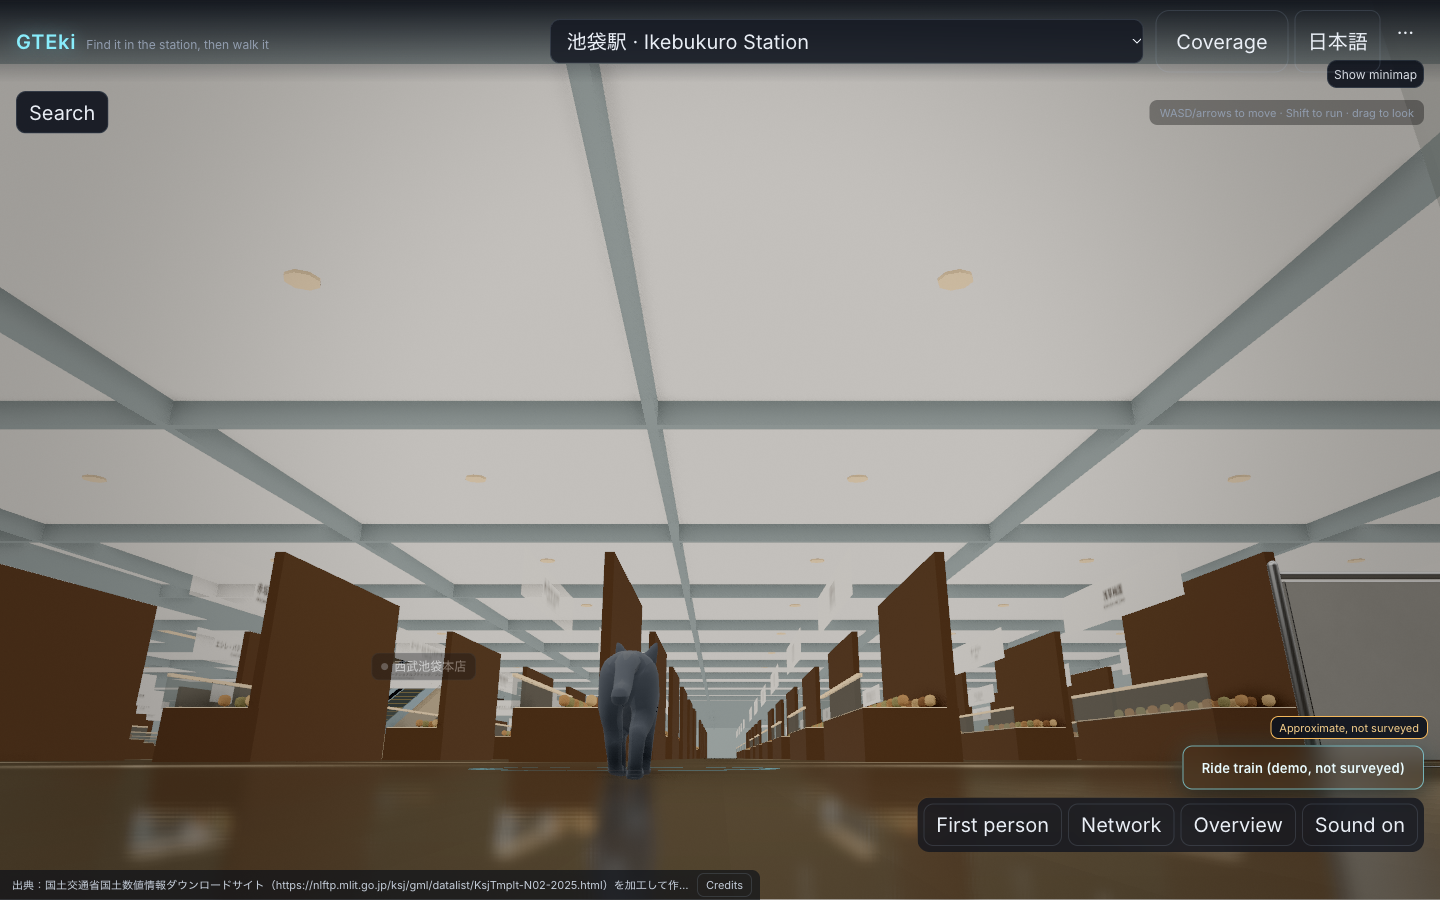 GTEki Find it in the station, then walk it
池袋駅 · Ikebukuro Station
Coverage
日本語
...
Show minimap
Search
WASD/arrows to move · Shift to run · drag to look
西武池袋本店
Approximate, not surveyed
Ride train (demo, not surveyed)
First person
Network
Overview
Sound on
出典：国土交通省国土数値情報ダウンロードサイト（https://nlftp.mlit.go.jp/ksj/gml/datalist/KsjTmplt-N02-2025.html）を加工して作...
Credits